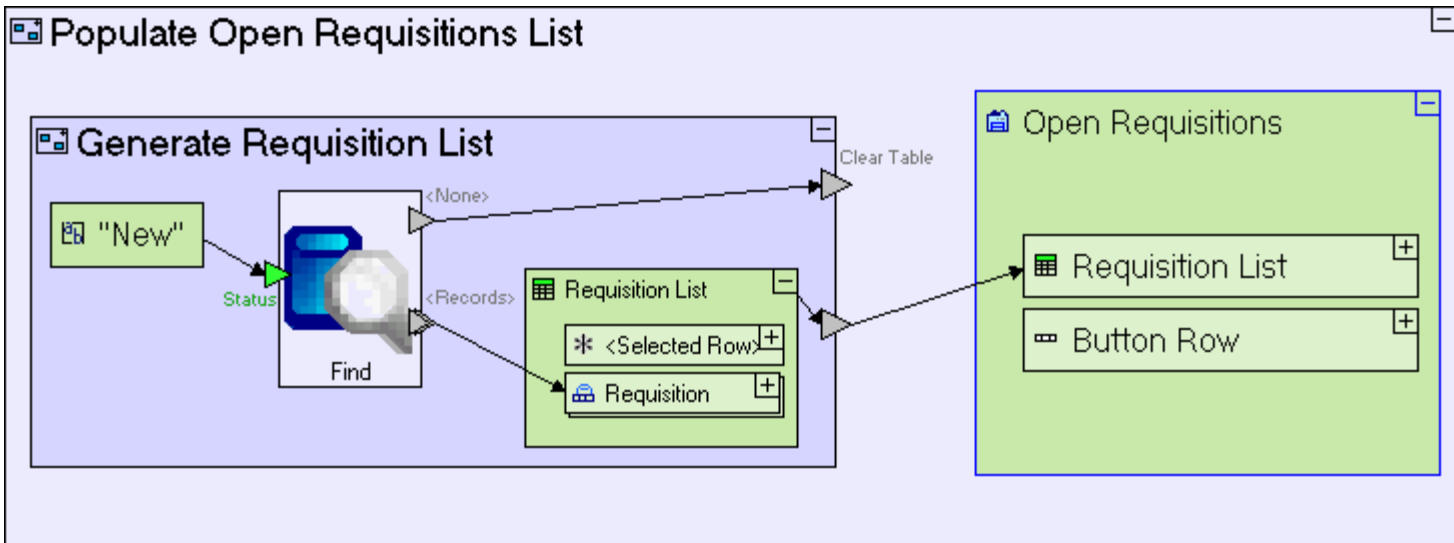 Populate Open Requisitions List
Generate Requisition List
Clear Table
Open Requisitions
<None>
"New"
Status
<Records>
Requisition List
<Selected Row>
Requisition
Find
Requisition List
Button Row